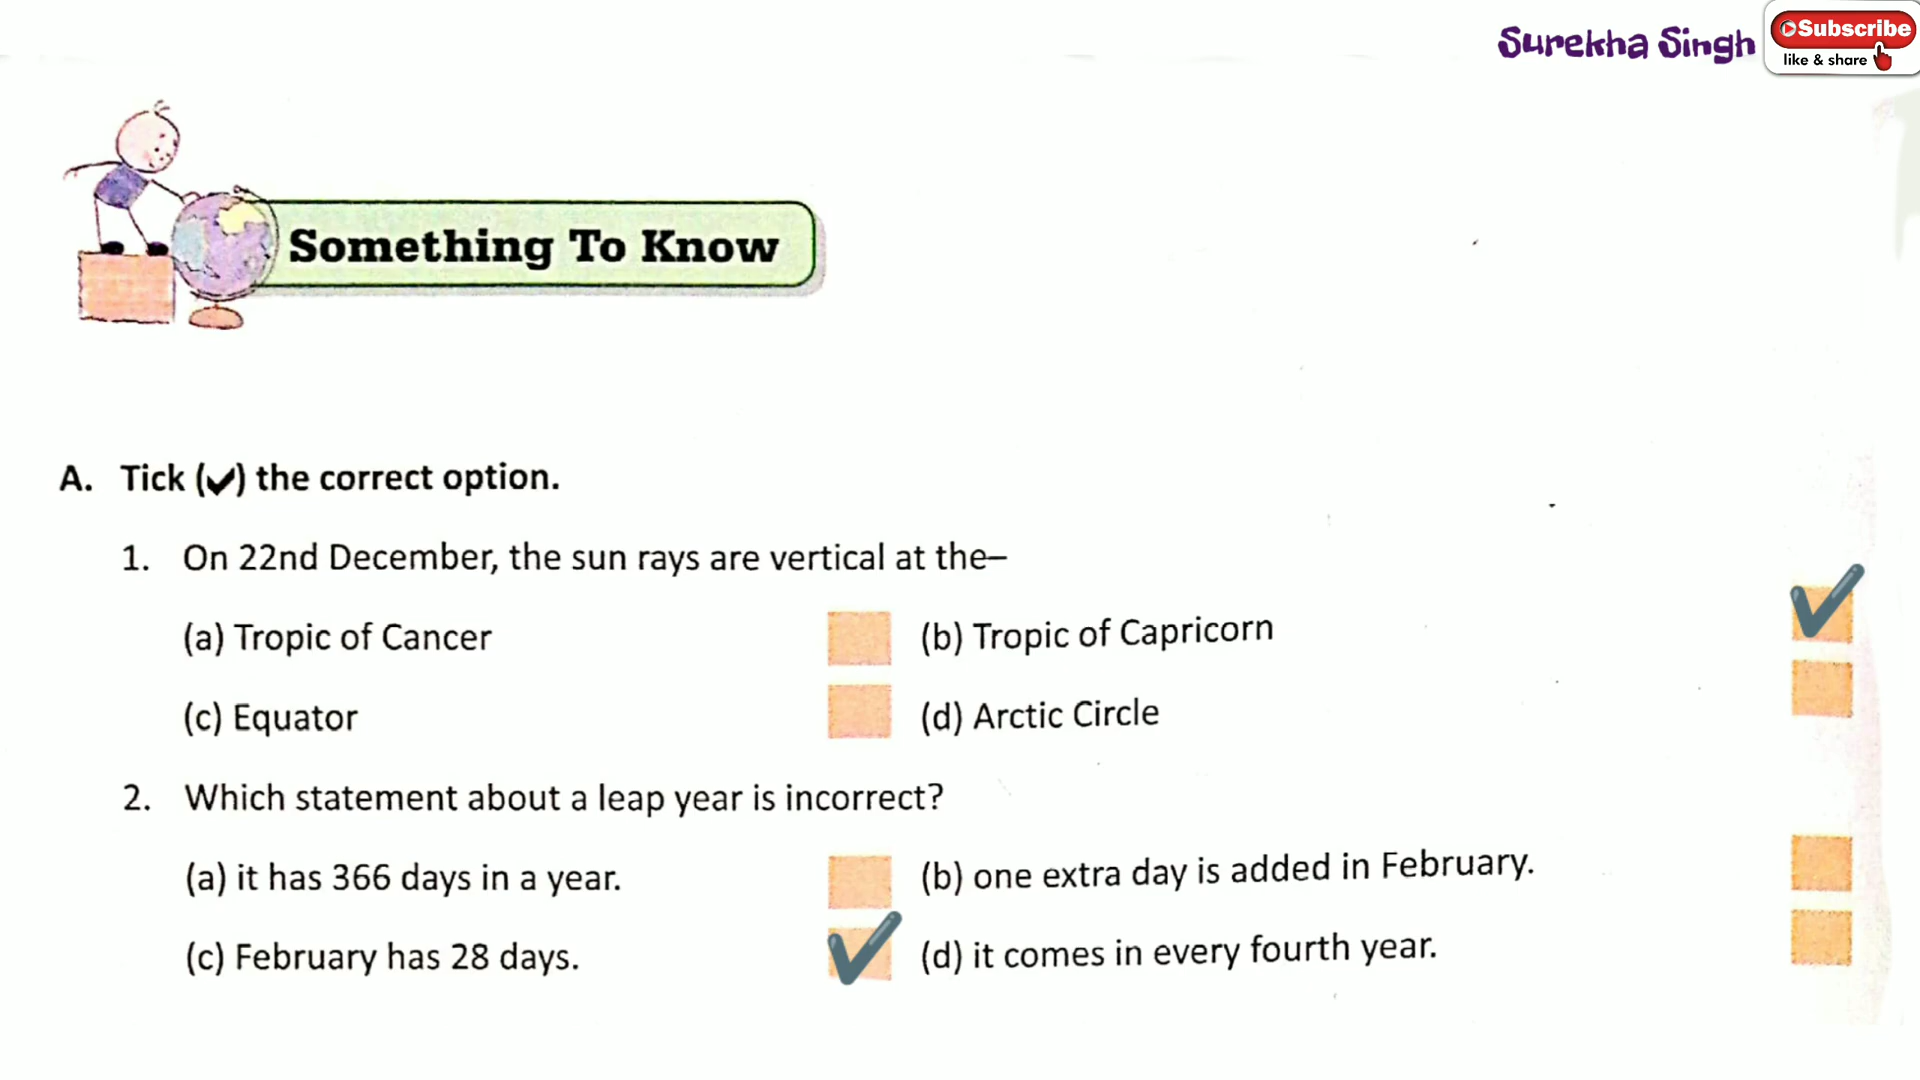 Surekha Singh
Subscribe
like & share
Something To Know
A. Tick (✔) the correct option.
1. On 22nd December, the sun rays are vertical at the–
(a) Tropic of Cancer (b) Tropic of Capricorn ✔
(c) Equator (d) Arctic Circle
2. Which statement about a leap year is incorrect?
(a) it has 366 days in a year. (b) one extra day is added in February.
(c) February has 28 days. ✔ (d) it comes in every fourth year.